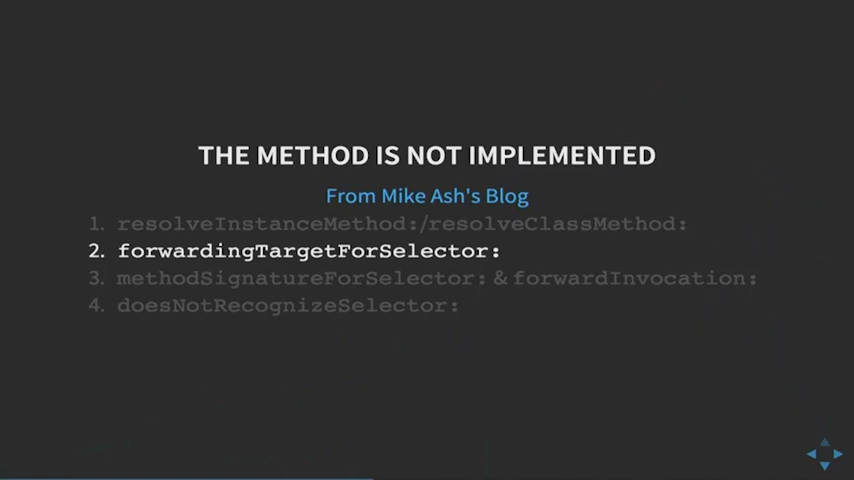 THE METHOD IS NOT IMPLEMENTED
From Mike Ash's Blog
1. resolveInstanceMethod:/resolveClassMethod:
2. forwardingTargetForSelector:
3. methodSignatureForSelector: & forwardInvocation:
4. doesNotRecognizeSelector: